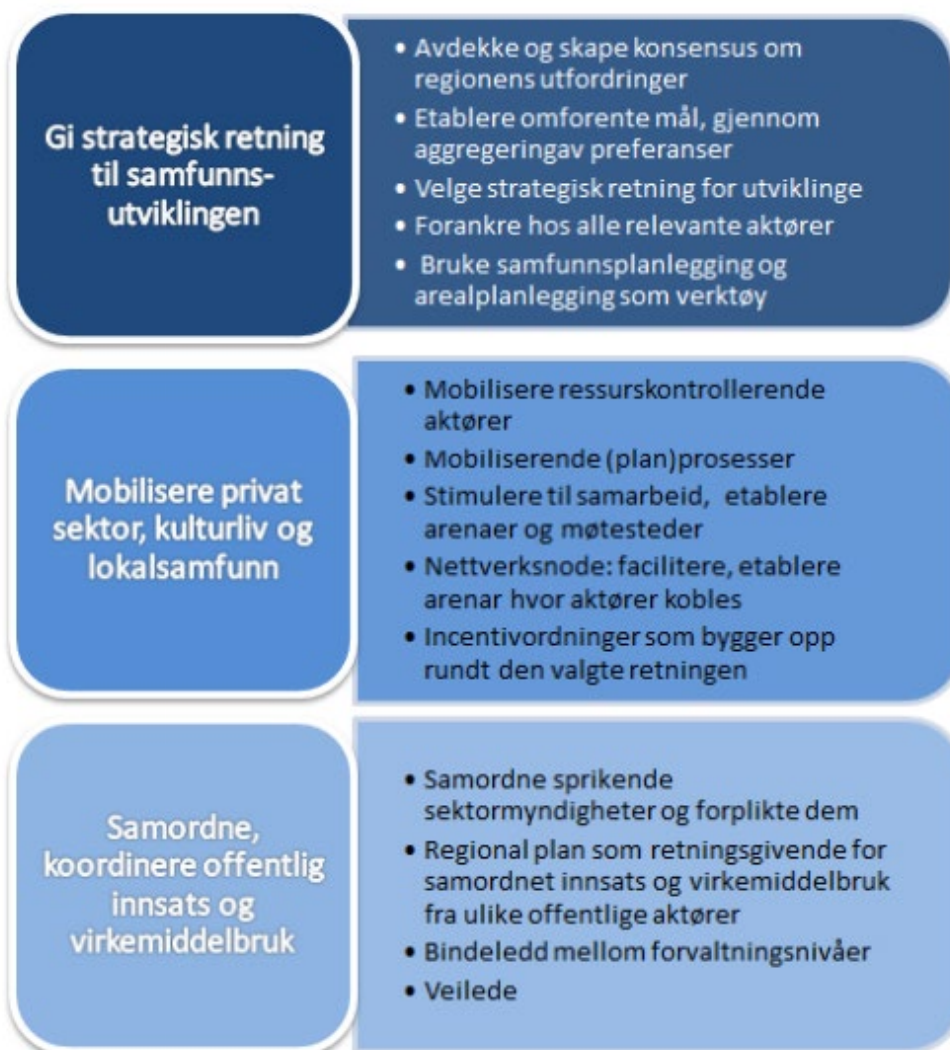 Gi strategisk retning
til samfunns-
utviklingen
• Avdekke og skape konsensus om
regionens utfordringer
• Etablere omforente mål, gjennom
aggregeringav preferanser
• Velge strategisk retning for utviklinge
• Forankre hos alle relevante aktører
• Bruke samfunnsplanlegging og
arealplanlegging som verktøy
Mobilisere privat
sektor, kulturliv og
lokalsamfunn
• Mobilisere ressurskontrollerende
aktører
• Mobiliserende (plan)prosesser
• Stimulere til samarbeid, etablere
arenaer og møtesteder
• Nettverksnode: facilitere, etablere
arenar hvor aktører kobles
• Incentivordninger som bygger opp
rundt den valgte retningen
Samordne,
koordinere offentlig
innsats og
virkemiddelbruk
• Samordne sprikende
sektormyndigheter og forplikte dem
• Regional plan som retningsgivende for
samordnet innsats og virkemiddelbruk
fra ulike offentlige aktører
• Bindeledd mellom forvaltningsnivåer
• Veilede